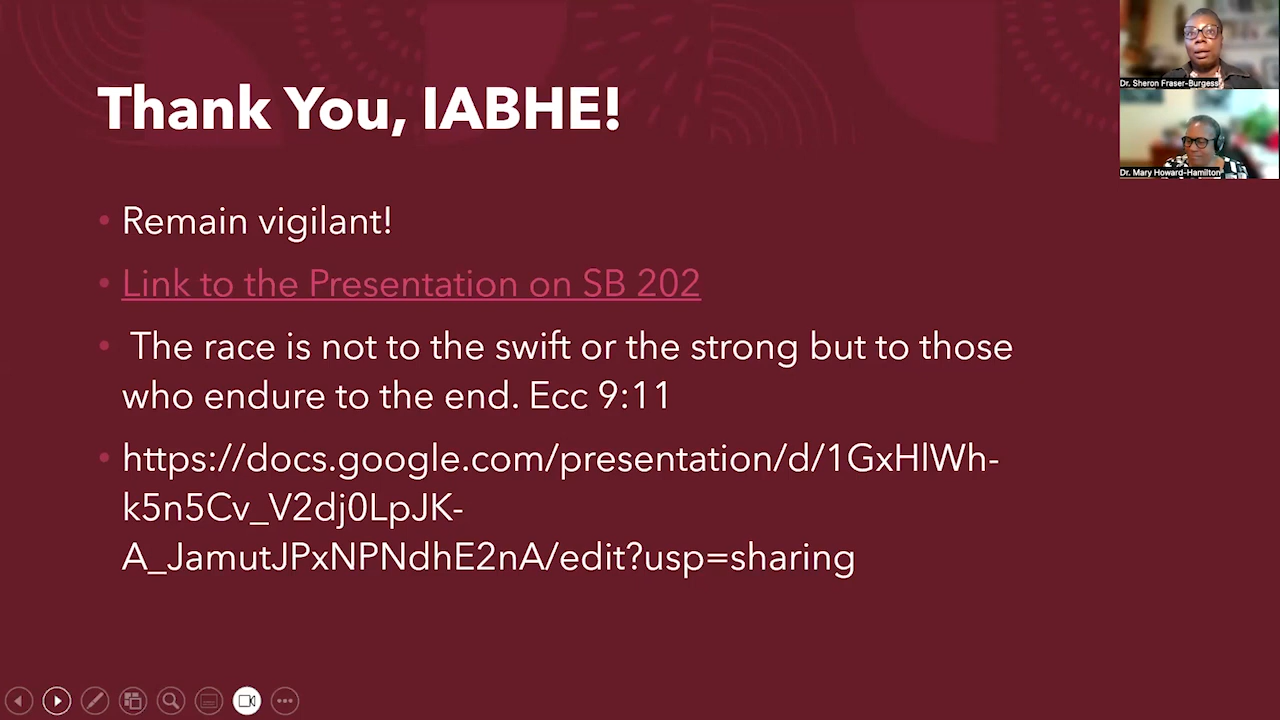 Thank You, IABHE!
• Remain vigilant!
• Link to the Presentation on SB 202
• The race is not to the swift or the strong but to those
who endure to the end. Ecc 9:11
• https://docs.google.com/presentation/d/1GxHlWh-
k5n5Cv_V2dj0LpJK-
A_JamutJPxNPNdhE2nA/edit?usp=sharing
Dr. Sheron Fraser-Burgess
Dr. Mary Howard-Hamilton